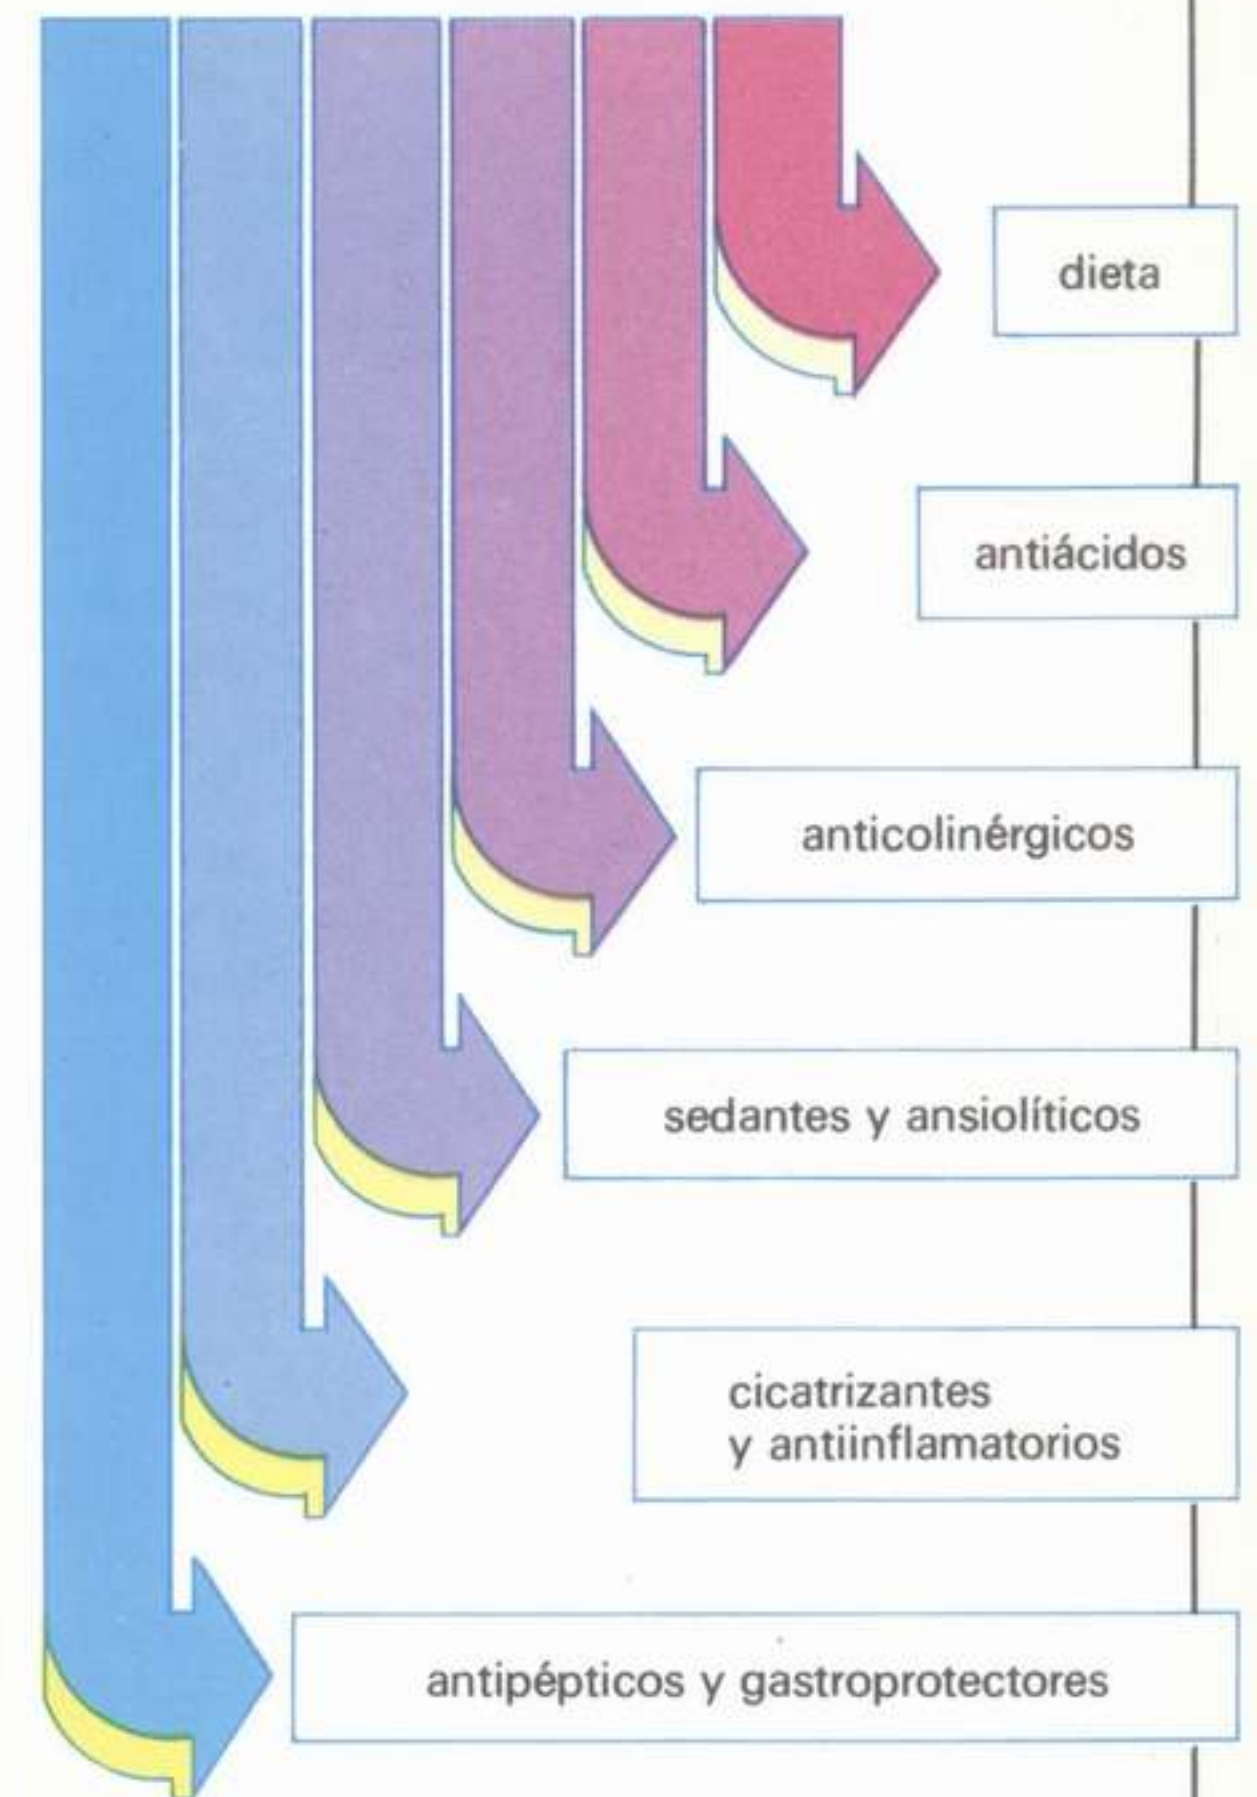 dieta
antiácidos
anticolinérgicos
sedantes y ansiolíticos
cicatrizantes
y antiinflamatorios
antipépticos y gastroprotectores